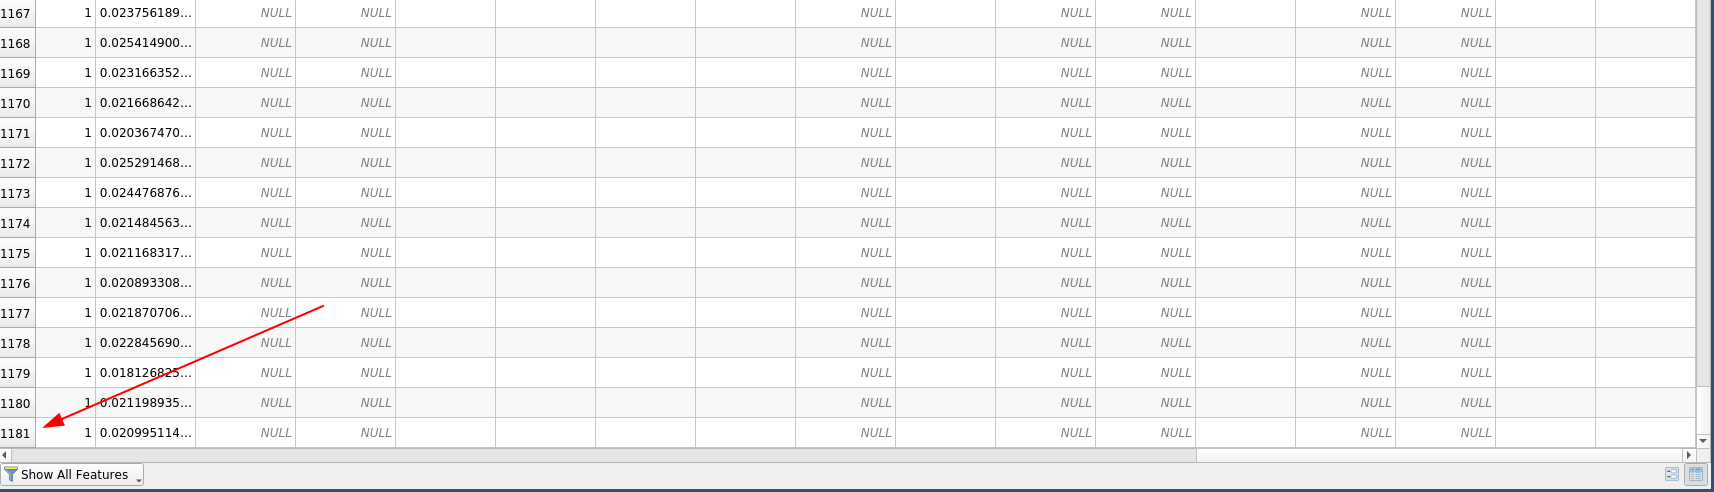 1167 1 0.023756189... NULL NULL NULL NULL NULL NULL NULL
1168 1 0.025414900... NULL NULL NULL NULL NULL NULL NULL
1169 1 0.023166352... NULL NULL NULL NULL NULL NULL NULL
1170 1 0.021668642... NULL NULL NULL NULL NULL NULL NULL
1171 1 0.020367470... NULL NULL NULL NULL NULL NULL NULL
1172 1 0.025291468... NULL NULL NULL NULL NULL NULL NULL
1173 1 0.024476876... NULL NULL NULL NULL NULL NULL NULL
1174 1 0.021484563... NULL NULL NULL NULL NULL NULL NULL
1175 1 0.021168317... NULL NULL NULL NULL NULL NULL NULL
1176 1 0.020893308... NULL NULL NULL NULL NULL NULL NULL
1177 1 0.021870706... NULL NULL NULL NULL NULL NULL NULL
1178 1 0.022845690... NULL NULL NULL NULL NULL NULL NULL
1179 1 0.018126825... NULL NULL NULL NULL NULL NULL NULL
1180 1 0.021198935... NULL NULL NULL NULL NULL NULL NULL
1181 1 0.020995114... NULL NULL NULL NULL NULL NULL NULL
Show All Features